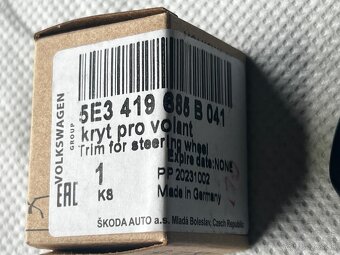 VOLKSWAGEN
GROUP
5E3 419 685 B 041
kryt pro volant
Trim for steering wheel
Expire date:NONE
1
KS
PP 20231002
Made in Germany
EAC
ŠKODA AUTO a.s. Mladá Boleslav, Czech Republic